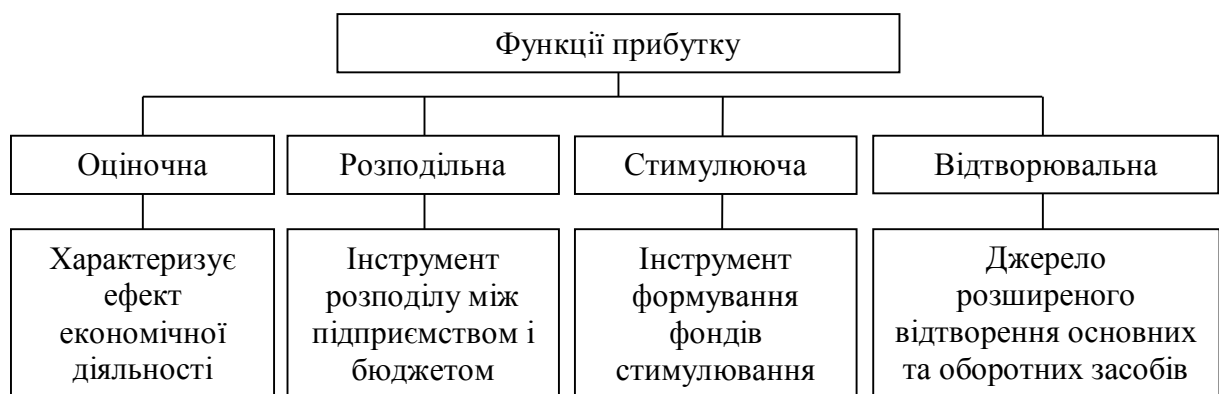 Функції прибутку
Оціночна
Розподільна
Стимулююча
Відтворювальна
Характеризує
ефект
економічної
діяльності
Інструмент
розподілу між
підприємством і
бюджетом
Інструмент
формування
фондів
стимулювання
Джерело
розширеного
відтворення основних
та оборотних засобів